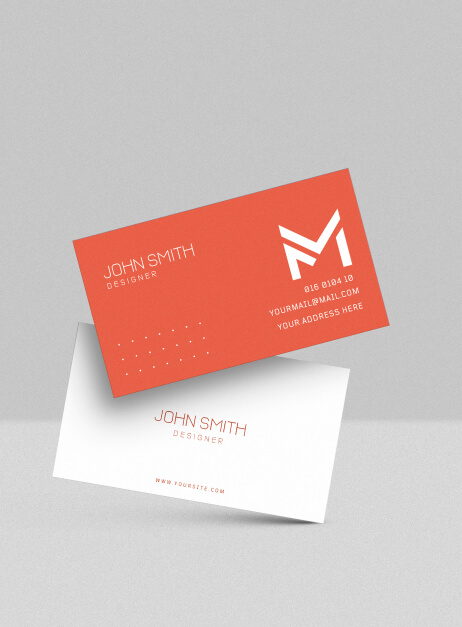 JOHN SMITH
DESIGNER
016 0104 10
YOURMAIL@MAIL.COM
YOUR ADDRESS HERE
JOHN SMITH
DESIGNER
WWW.YOURSITE.COM